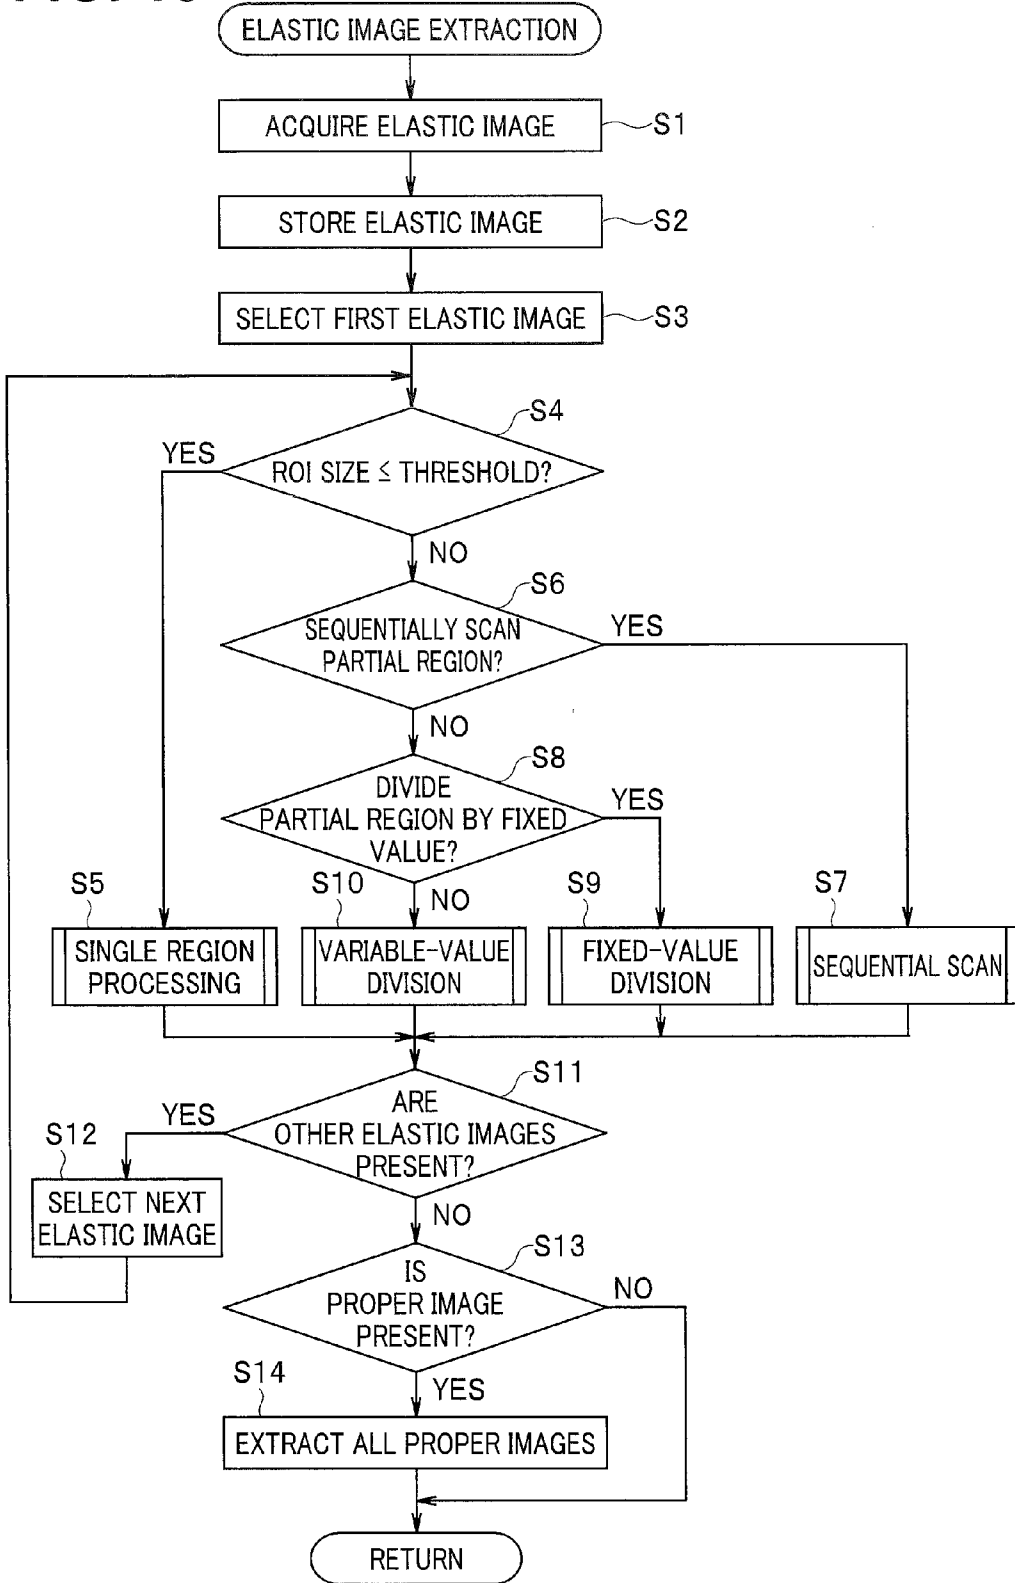 ELASTIC IMAGE EXTRACTION
ACQUIRE ELASTIC IMAGE
S1
STORE ELASTIC IMAGE
S2
SELECT FIRST ELASTIC IMAGE
S3
S4
YES
ROI SIZE ≦ THRESHOLD?
NO
S6
SEQUENTIALLY SCAN
PARTIAL REGION?
YES
NO
S8
DIVIDE
PARTIAL REGION BY FIXED
VALUE?
YES
NO
S5
SINGLE REGION
PROCESSING
S10
VARIABLE-VALUE
DIVISION
S9
FIXED-VALUE
DIVISION
S7
SEQUENTIAL SCAN
S11
ARE
OTHER ELASTIC IMAGES
PRESENT?
YES
S12
SELECT NEXT
ELASTIC IMAGE
NO
S13
IS
PROPER IMAGE
PRESENT?
NO
YES
S14
EXTRACT ALL PROPER IMAGES
RETURN